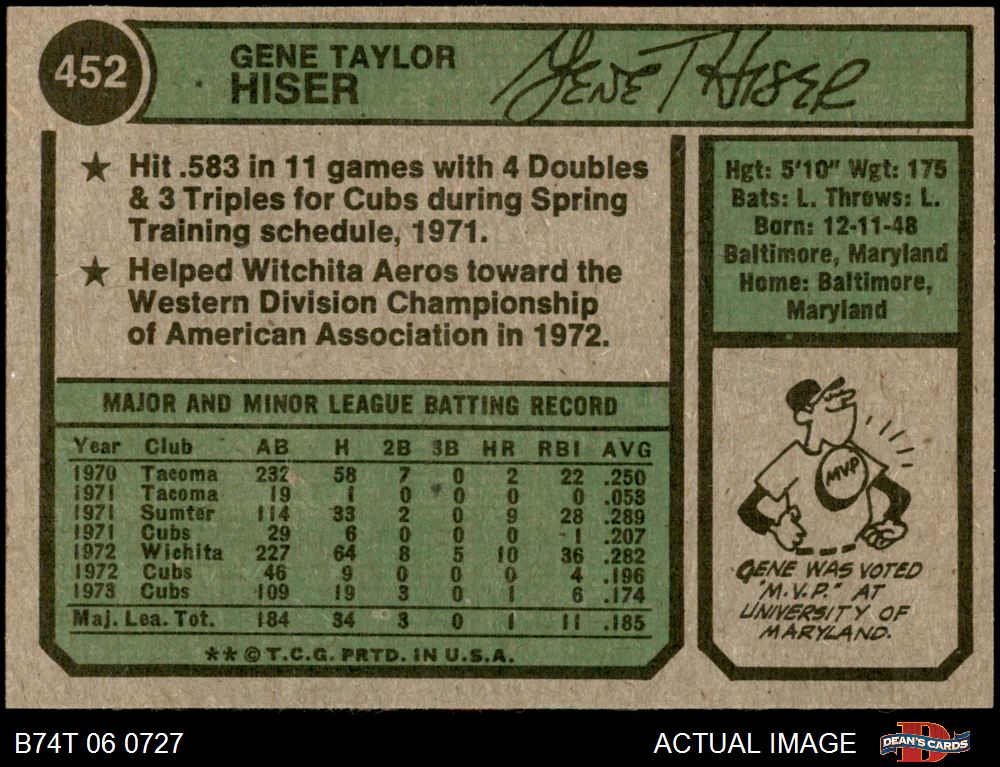 452
GENE TAYLOR
HISER
Gene T Hiser
★ Hit .583 in 11 games with 4 Doubles
& 3 Triples for Cubs during Spring
Training schedule, 1971.
★ Helped Witchita Aeros toward the
Western Division Championship
of American Association in 1972.
Hgt: 5'10" Wgt: 175
Bats: L. Throws: L.
Born: 12-11-48
Baltimore, Maryland
Home: Baltimore,
Maryland
MAJOR AND MINOR LEAGUE BATTING RECORD
Year Club AB H 2B 3B HR RBI AVG
1970 Tacoma 232 58 7 0 2 22 .250
1971 Tacoma 19 1 0 0 0 0 .053
1971 Sumter 114 33 2 0 9 28 .289
1971 Cubs 29 6 0 0 0 1 .207
1972 Wichita 227 64 8 5 10 36 .282
1972 Cubs 46 9 0 0 0 4 .196
1973 Cubs 109 19 3 0 1 6 .174
Maj. Lea. Tot. 184 34 3 0 1 11 .185
** © T.C.G. PRTD. IN U.S.A.
MVP
GENE WAS VOTED
"M.V.P." AT
UNIVERSITY OF
MARYLAND.
B74T 06 0727
ACTUAL IMAGE
DEAN'S CARDS